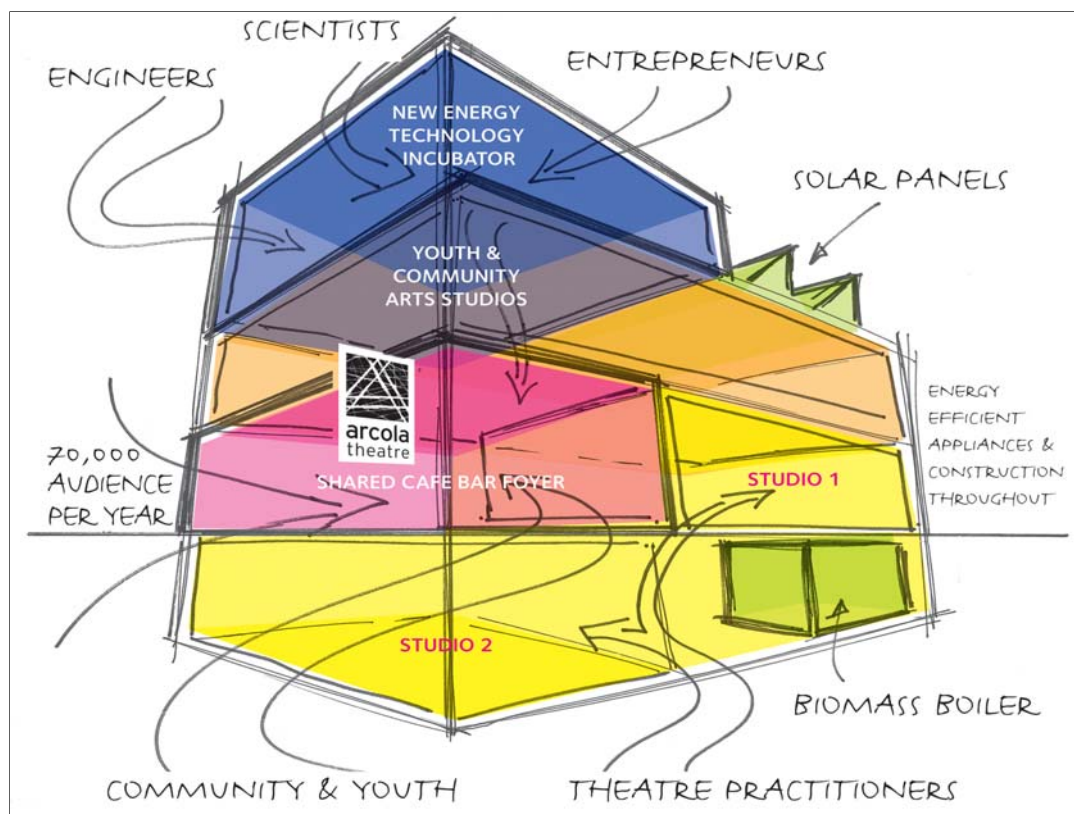 SCIENTISTS
ENGINEERS
ENTREPRENEURS
NEW ENERGY
TECHNOLOGY
INCUBATOR
SOLAR PANELS
YOUTH &
COMMUNITY
ARTS STUDIOS
arcola
theatre
ENERGY
EFFICIENT
APPLIANCES &
CONSTRUCTION
THROUGHOUT
70,000
AUDIENCE
PER YEAR
SHARED CAFE BAR FOYER
STUDIO 1
STUDIO 2
BIOMASS BOILER
COMMUNITY & YOUTH
THEATRE PRACTITIONERS